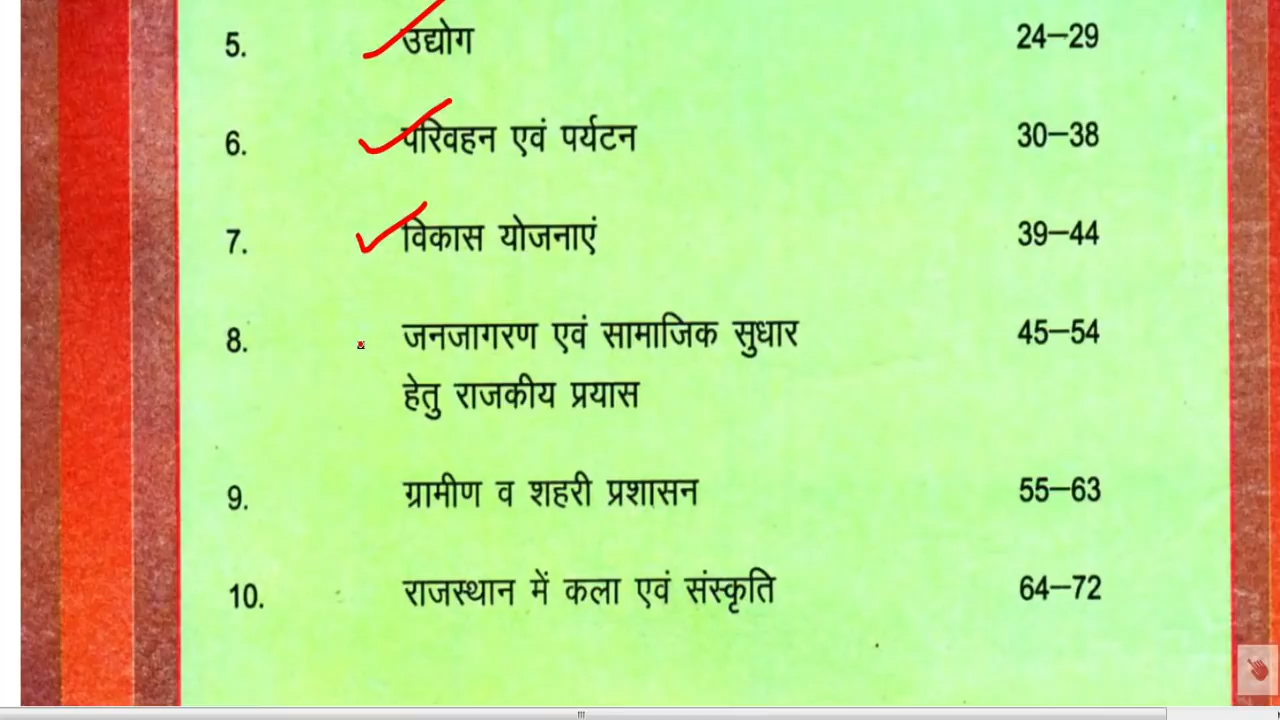 5. उद्योग 24–29
6. परिवहन एवं पर्यटन 30–38
7. विकास योजनाएं 39–44
8. जनजागरण एवं सामाजिक सुधार 45–54
हेतु राजकीय प्रयास
9. ग्रामीण व शहरी प्रशासन 55–63
10. राजस्थान में कला एवं संस्कृति 64–72